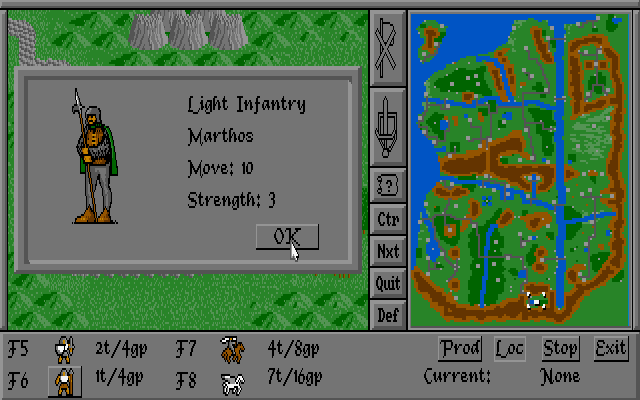 Light Infantry
Marthos
Move: 10
Strength: 3
OK
?
Ctr
Nxt
Quit
Def
F5 2t/4gp F7 4t/8gp Prod Loc Stop Exit
F6 1t/4gp F8 7t/16gp Current: None